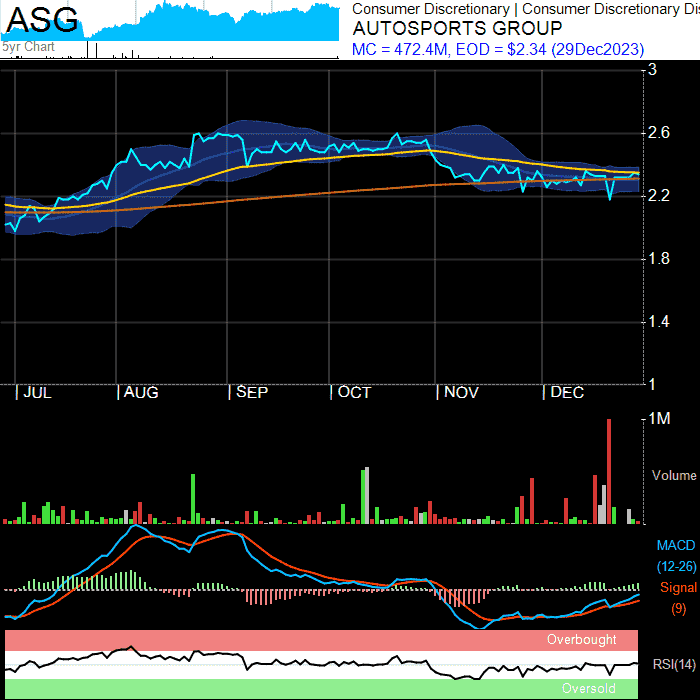 ASG
5yr Chart
Consumer Discretionary | Consumer Discretionary Dis
AUTOSPORTS GROUP
MC = 472.4M, EOD = $2.34 (29Dec2023)
3
2.6
2.2
1.8
1.4
1
JUL AUG SEP OCT NOV DEC
1M
Volume
MACD
(12-26)
Signal
(9)
Overbought
RSI(14)
Oversold